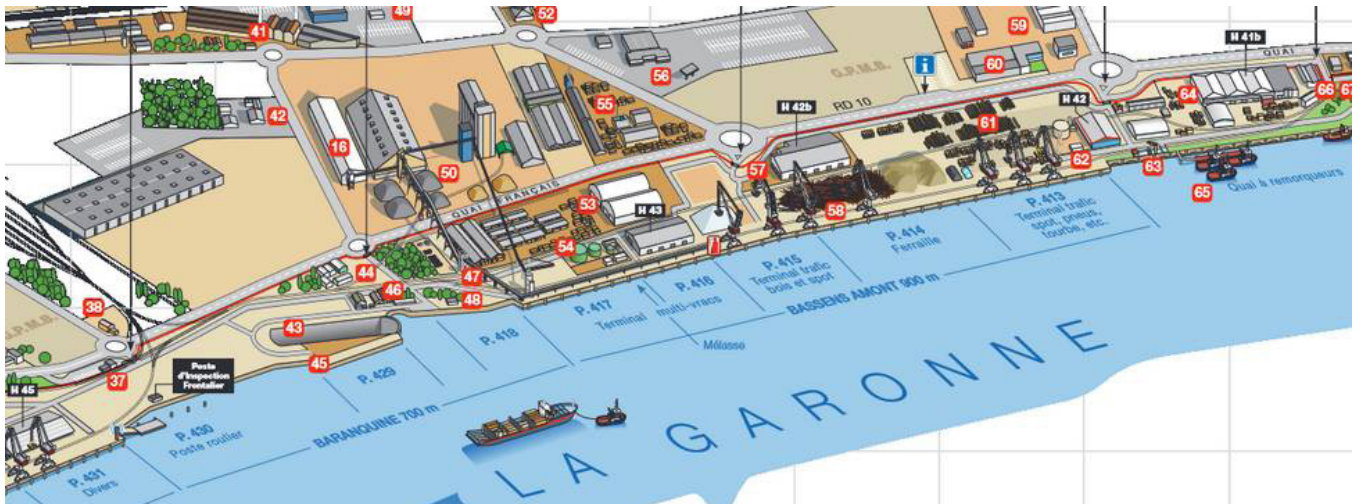 41
49
52
59
H 41b
QUAI
56
60
G.P.M.B.
42
55
RD 10
H 42b
61
H 42
64
66
67
16
50
57
62
63
65
Quai à remorqueurs
QUAI FRANÇAIS
53
H 43
58
P. 413
Terminal trafic
spot, pneus,
tourbe, etc.
P. 414
Ferraille
54
44
47
46
48
P. 415
Terminal trafic
bois et spot
P. 416
multi-vracs
P. 417
Terminal
BASSENS AMONT 900 m
38
G.P.M.B.
43
P. 418
Mélasse
45
37
Poste
d'Inspection
Frontalier
P. 429
H 45
BARANQUINE 700 m
P. 430
Poste roulier
P. 431
Divers
LA GARONNE